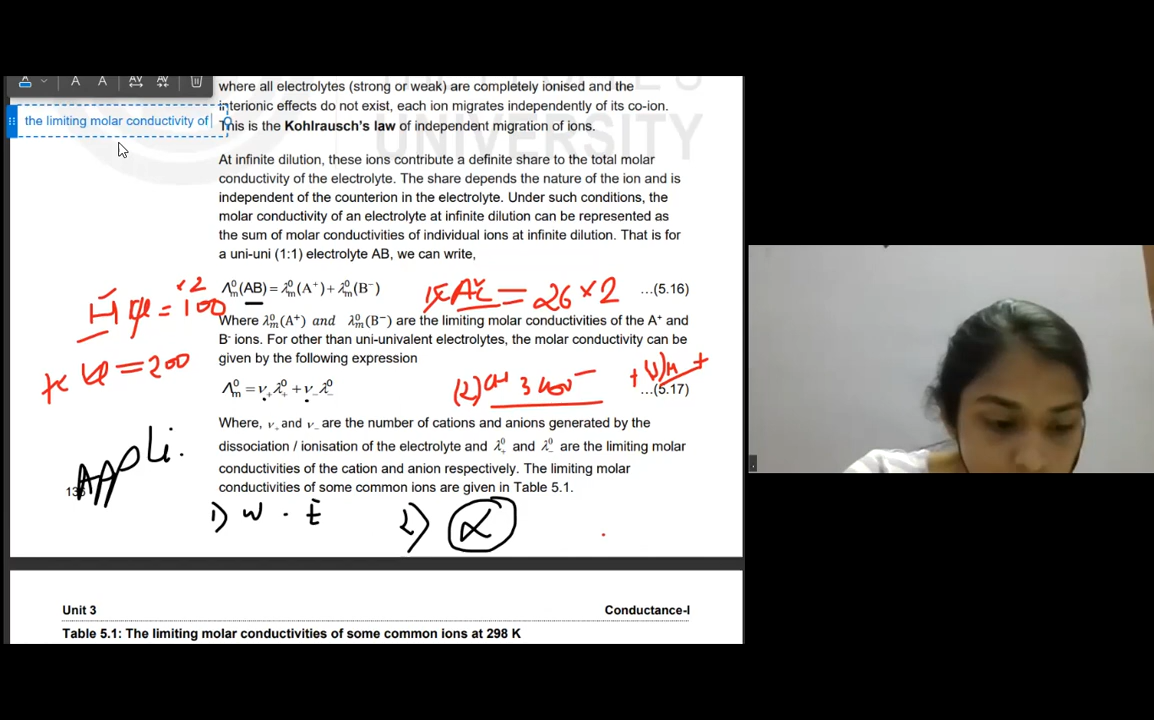 where all electrolytes (strong or weak) are completely ionised and the
interionic effects do not exist, each ion migrates independently of its co-ion.
the limiting molar conductivity of
This is the Kohlrausch's law of independent migration of ions.
UNIVERSITY
At infinite dilution, these ions contribute a definite share to the total molar
conductivity of the electrolyte. The share depends the nature of the ion and is
independent of the counterion in the electrolyte. Under such conditions, the
molar conductivity of an electrolyte at infinite dilution can be represented as
the sum of molar conductivities of individual ions at infinite dilution. That is for
a uni-uni (1:1) electrolyte AB, we can write,
×2
Λ⁰ₘ(AB) = λ⁰ₘ(A⁺) + λ⁰ₘ(B⁻) = 26 × 2 ...(5.16)
= 100
Where λ⁰ₘ(A⁺) and λ⁰ₘ(B⁻) are the limiting molar conductivities of the A⁺ and
B⁻ ions. For other than uni-univalent electrolytes, the molar conductivity can be
given by the following expression
= 200
Λ⁰ₘ = ν₊λ⁰₊ + ν₋λ⁰₋ ...(5.17)
Where, ν₊ and ν₋ are the number of cations and anions generated by the
dissociation / ionisation of the electrolyte and λ⁰₊ and λ⁰₋ are the limiting molar
conductivities of the cation and anion respectively. The limiting molar
conductivities of some common ions are given in Table 5.1.
Appli.
1) W . E 2) α
Unit 3 Conductance-I
Table 5.1: The limiting molar conductivities of some common ions at 298 K